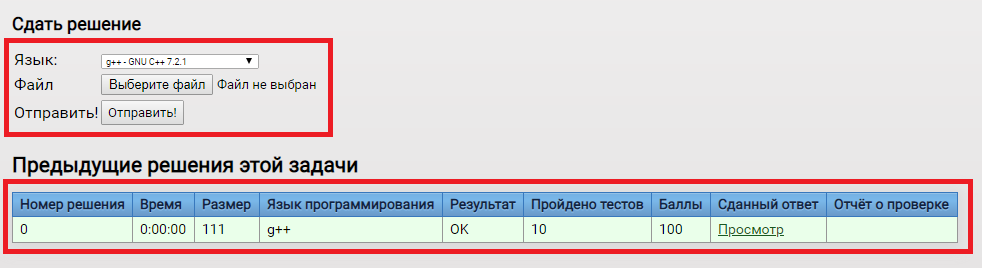 Сдать решение
Язык: g++ - GNU C++ 7.2.1
Файл Выберите файл Файл не выбран
Отправить! Отправить!
Предыдущие решения этой задачи
Номер решения Время Размер Язык программирования Результат Пройдено тестов Баллы Сданный ответ Отчёт о проверке
0 0:00:00 111 g++ OK 10 100 Просмотр